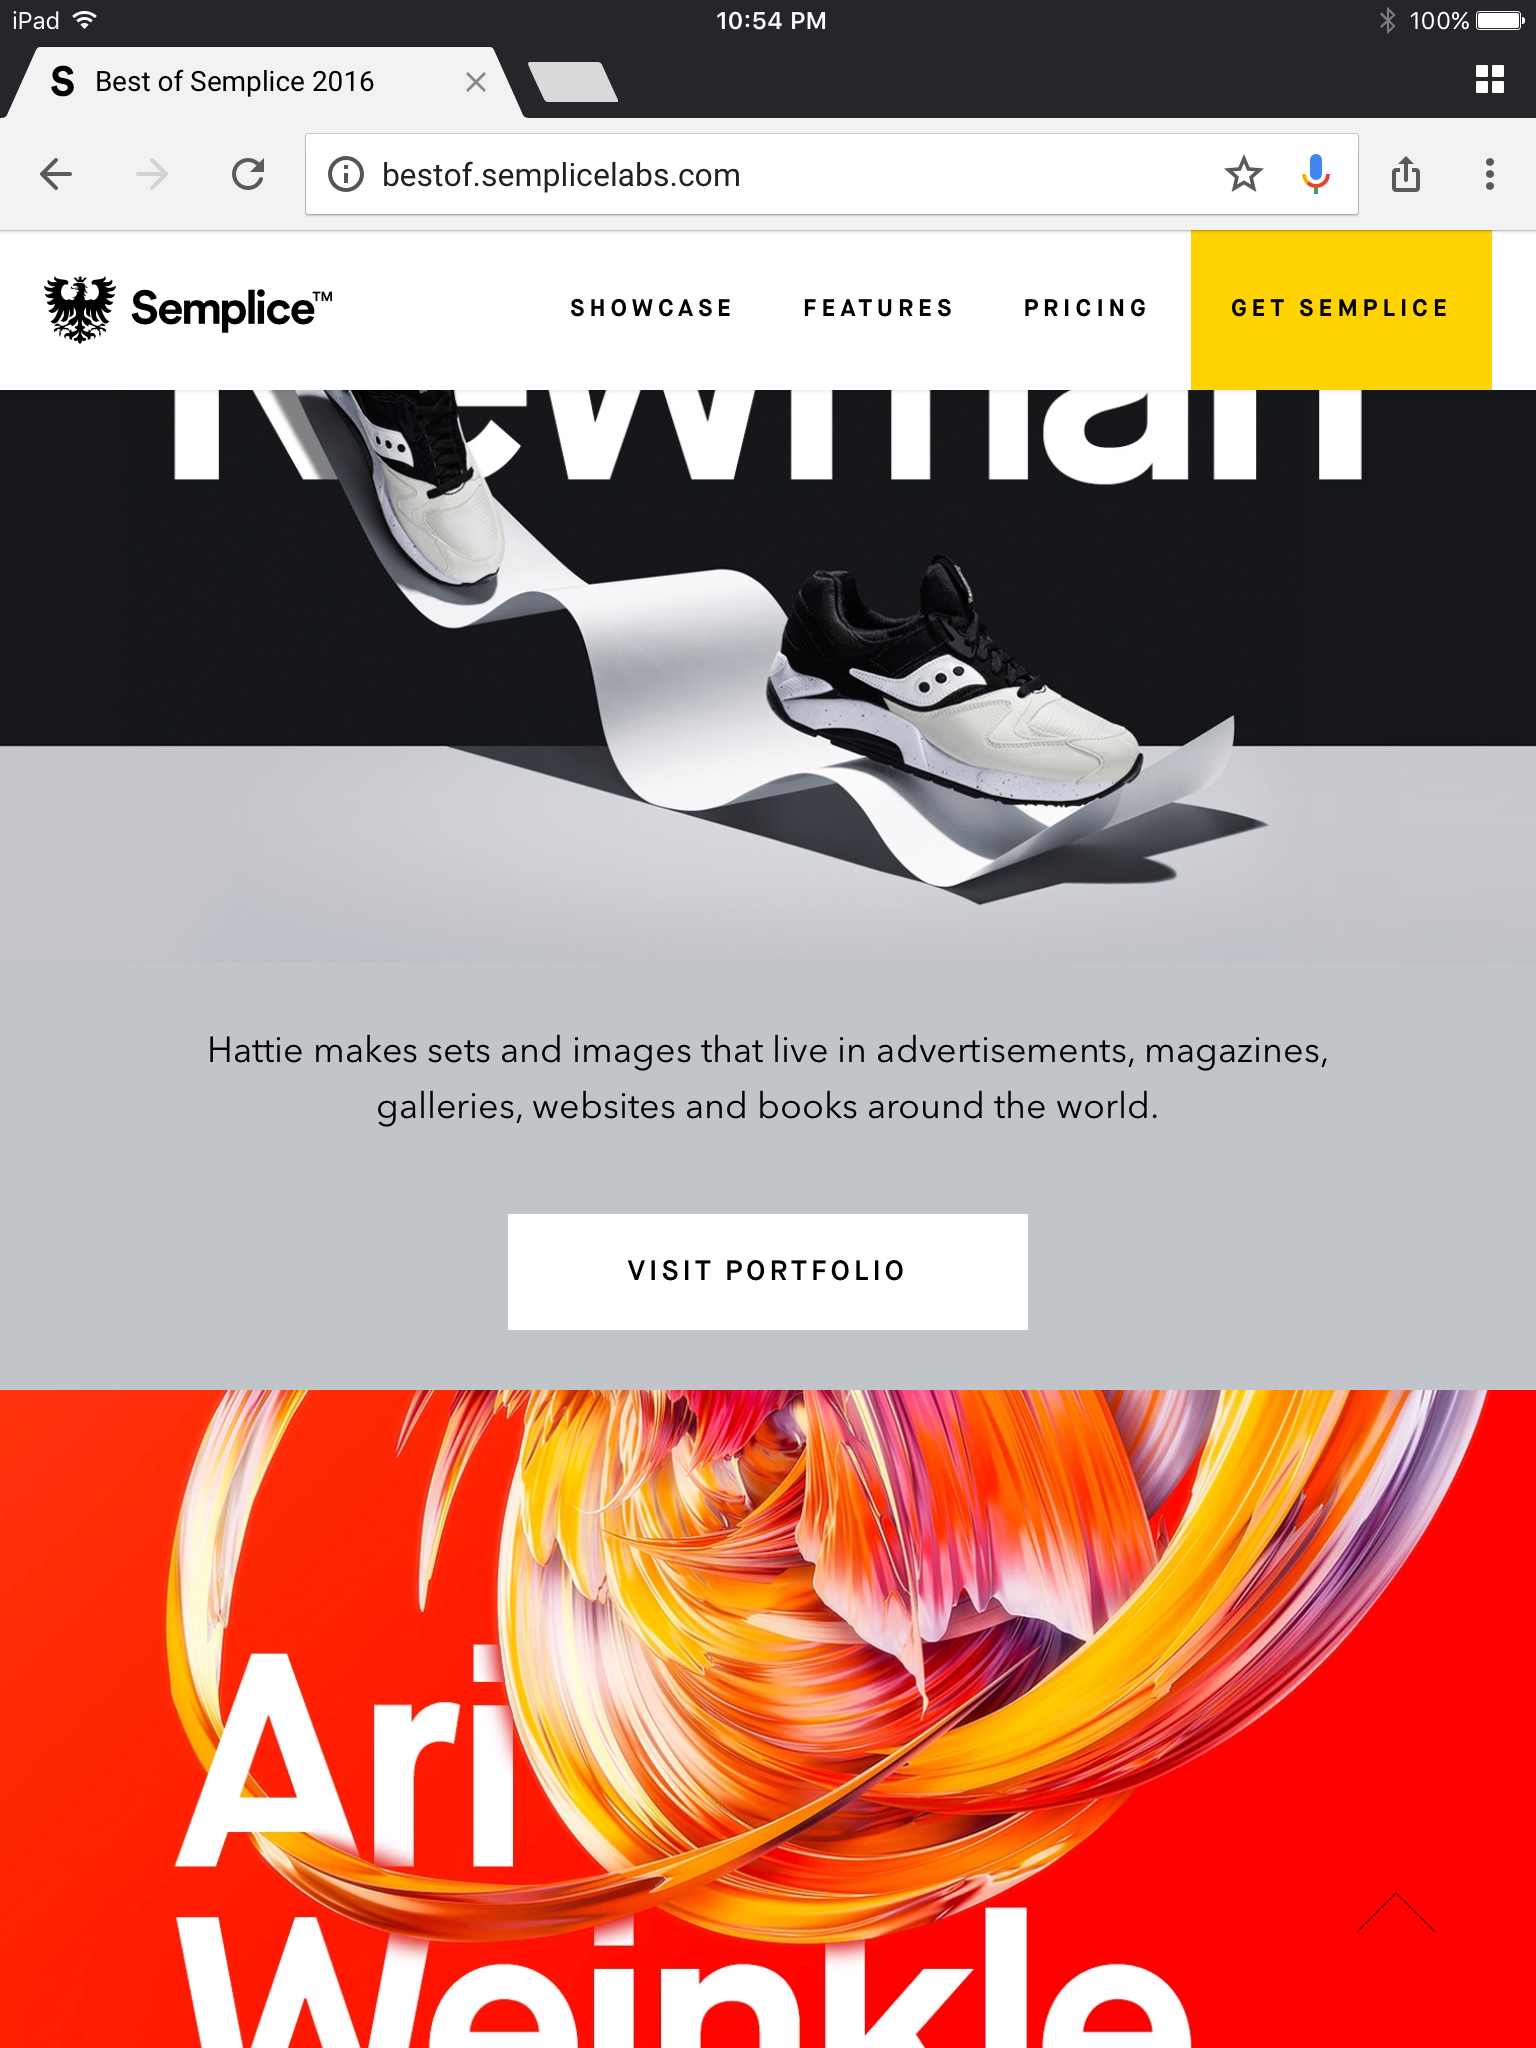 iPad
10:54 PM
100%
S Best of Semplice 2016
bestof.semplicelabs.com
Semplice™
SHOWCASE
FEATURES
PRICING
GET SEMPLICE
Newman
Hattie makes sets and images that live in advertisements, magazines,
galleries, websites and books around the world.
VISIT PORTFOLIO
Ari
Weinkle